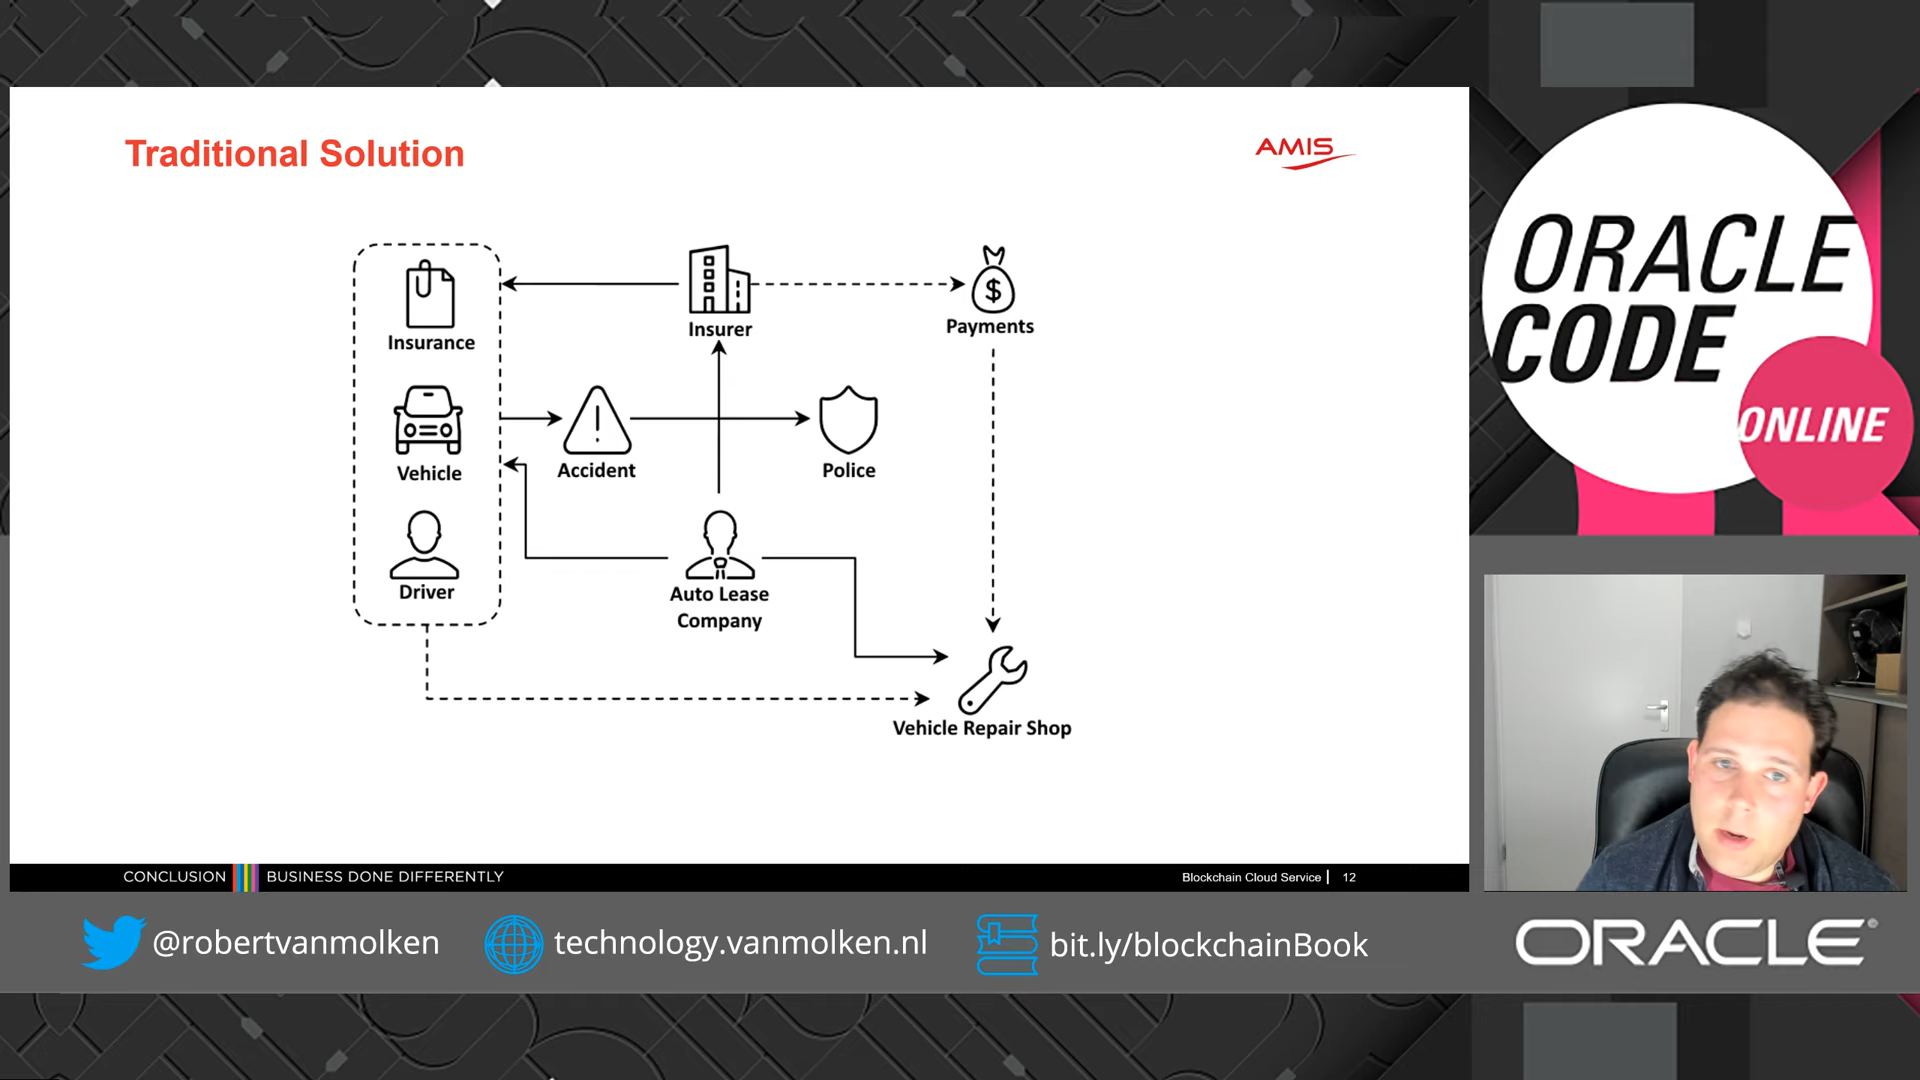 Traditional Solution
AMIS
Insurance
Insurer
$
Payments
Vehicle
Accident
Police
Driver
Auto Lease
Company
Vehicle Repair Shop
CONCLUSION BUSINESS DONE DIFFERENTLY
Blockchain Cloud Service | 12
ORACLE
CODE
ONLINE
@robertvanmolken
technology.vanmolken.nl
bit.ly/blockchainBook
ORACLE®